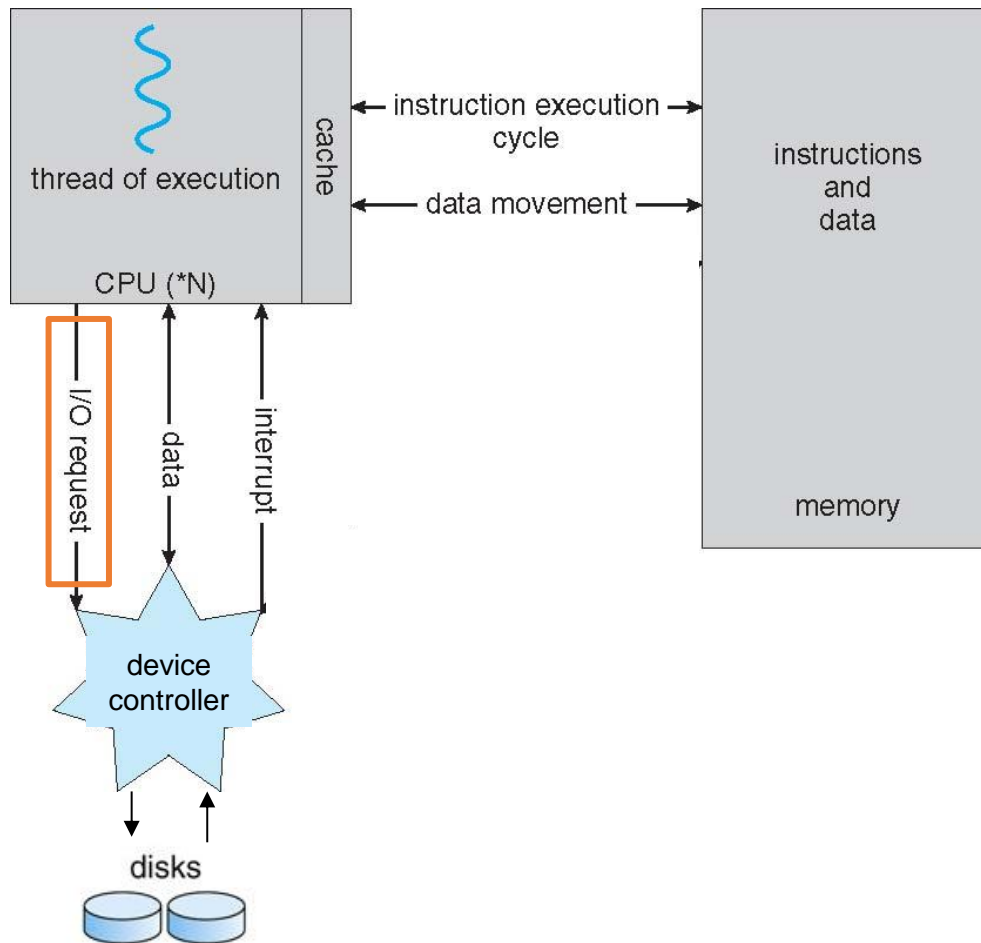 thread of execution
CPU (*N)
cache
instruction execution
cycle
data movement
instructions
and
data
memory
I/O request
data
interrupt
device
controller
disks